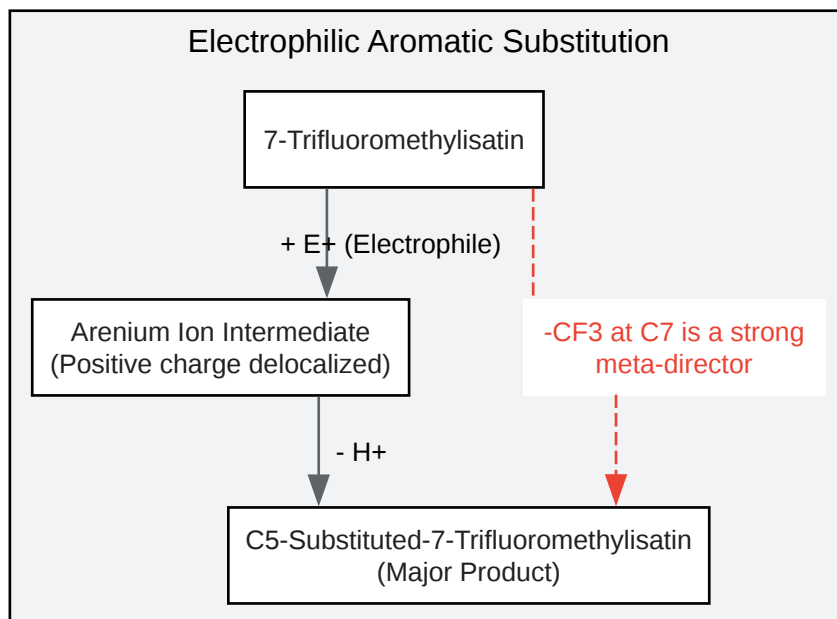 Electrophilic Aromatic Substitution
7-Trifluoromethylisatin
+ E+ (Electrophile)
Arenium Ion Intermediate
(Positive charge delocalized)
-CF3 at C7 is a strong
meta-director
- H+
C5-Substituted-7-Trifluoromethylisatin
(Major Product)